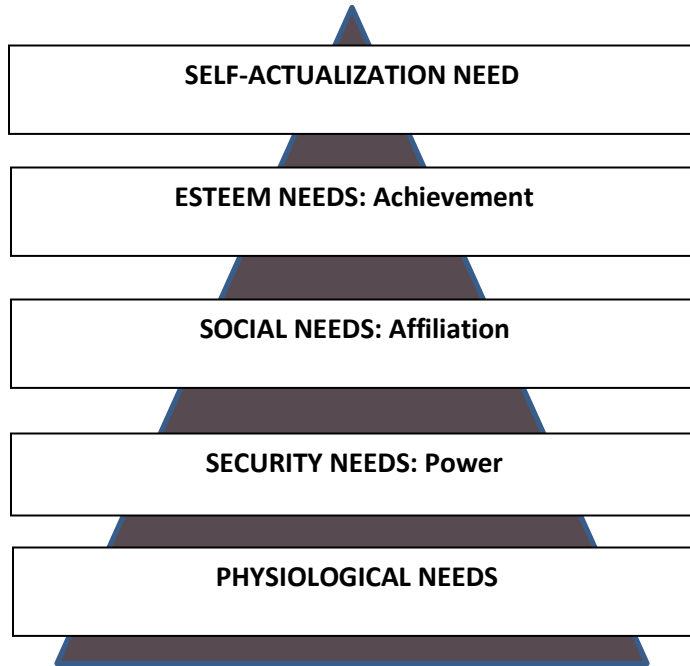 SELF-ACTUALIZATION NEED
ESTEEM NEEDS: Achievement
SOCIAL NEEDS: Affiliation
SECURITY NEEDS: Power
PHYSIOLOGICAL NEEDS